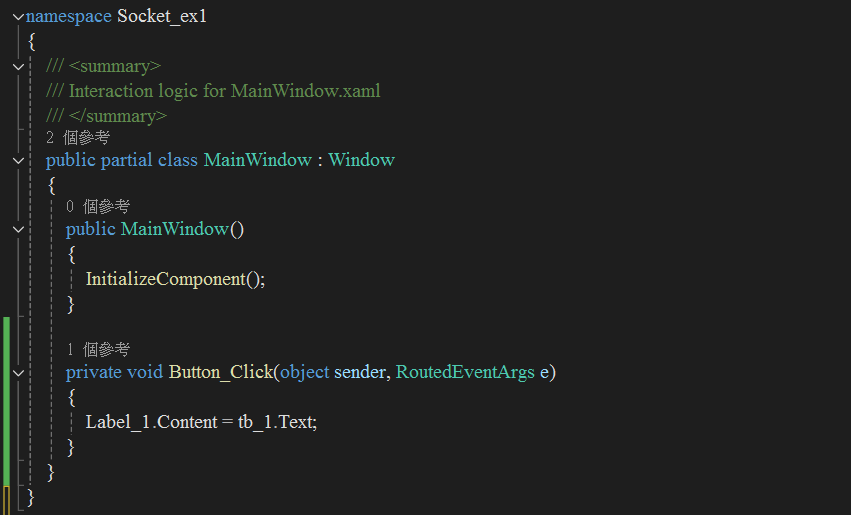 namespace Socket_ex1
{
/// <summary>
/// Interaction logic for MainWindow.xaml
/// </summary>
2 個參考
public partial class MainWindow : Window
{
0 個參考
public MainWindow()
{
InitializeComponent();
}
1 個參考
private void Button_Click(object sender, RoutedEventArgs e)
{
Label_1.Content = tb_1.Text;
}
}
}